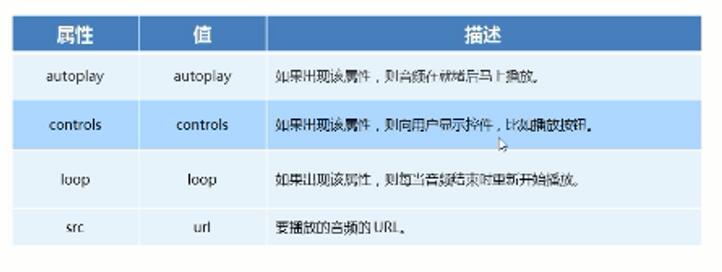 属性 值 描述
autoplay autoplay 如果出现该属性，则音频在就绪后马上播放。
controls controls 如果出现该属性，则向用户显示控件，比如播放按钮。
loop loop 如果出现该属性，则每当音频结束时重新开始播放。
src url 要播放的音频的 URL。